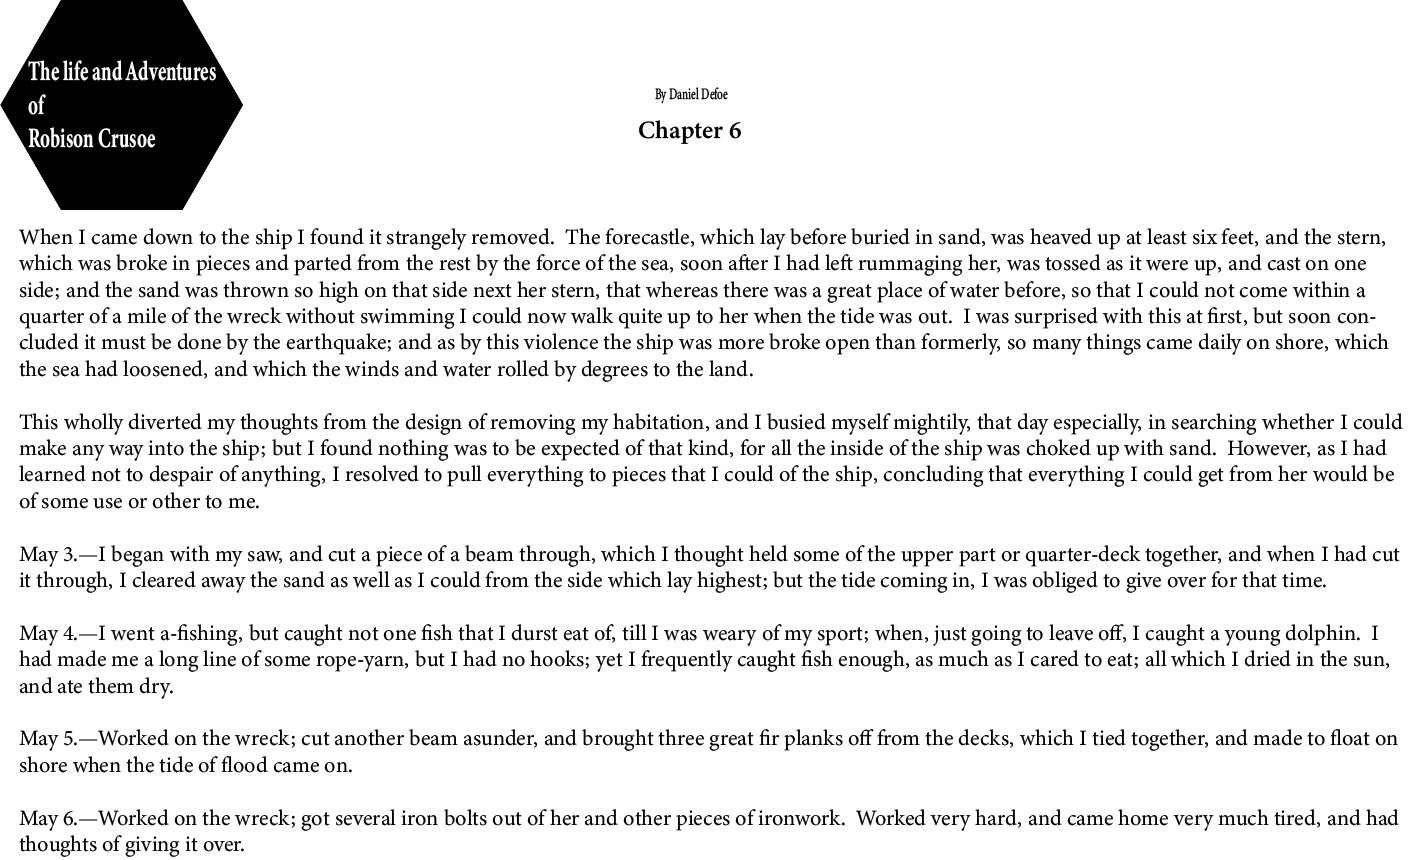 The life and Adventures
of
Robison Crusoe
By Daniel Defoe
Chapter 6
When I came down to the ship I found it strangely removed.  The forecastle, which lay before buried in sand, was heaved up at least six feet, and the stern,
which was broke in pieces and parted from the rest by the force of the sea, soon after I had left rummaging her, was tossed as it were up, and cast on one
side; and the sand was thrown so high on that side next her stern, that whereas there was a great place of water before, so that I could not come within a
quarter of a mile of the wreck without swimming I could now walk quite up to her when the tide was out.  I was surprised with this at first, but soon con-
cluded it must be done by the earthquake; and as by this violence the ship was more broke open than formerly, so many things came daily on shore, which
the sea had loosened, and which the winds and water rolled by degrees to the land.
This wholly diverted my thoughts from the design of removing my habitation, and I busied myself mightily, that day especially, in searching whether I could
make any way into the ship; but I found nothing was to be expected of that kind, for all the inside of the ship was choked up with sand.  However, as I had
learned not to despair of anything, I resolved to pull everything to pieces that I could of the ship, concluding that everything I could get from her would be
of some use or other to me.
May 3.—I began with my saw, and cut a piece of a beam through, which I thought held some of the upper part or quarter-deck together, and when I had cut
it through, I cleared away the sand as well as I could from the side which lay highest; but the tide coming in, I was obliged to give over for that time.
May 4.—I went a-fishing, but caught not one fish that I durst eat of, till I was weary of my sport; when, just going to leave off, I caught a young dolphin.  I
had made me a long line of some rope-yarn, but I had no hooks; yet I frequently caught fish enough, as much as I cared to eat; all which I dried in the sun,
and ate them dry.
May 5.—Worked on the wreck; cut another beam asunder, and brought three great fir planks off from the decks, which I tied together, and made to float on
shore when the tide of flood came on.
May 6.—Worked on the wreck; got several iron bolts out of her and other pieces of ironwork.  Worked very hard, and came home very much tired, and had
thoughts of giving it over.